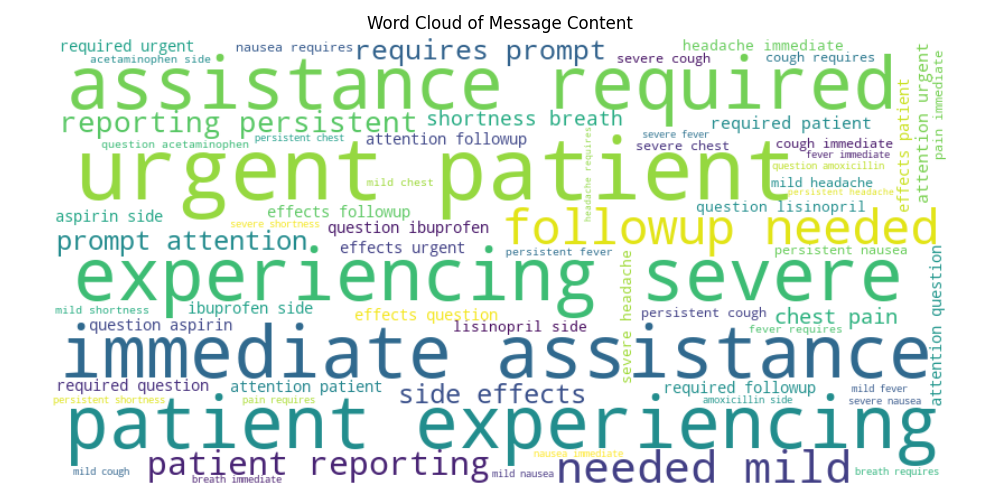 Word Cloud of Message Content
required urgent
nausea requires
requires prompt
headache immediate
acetaminophen side
severe cough
cough requires
assistance required
attention urgent
pain immediate
effects patient
reporting persistent
shortness breath
required patient
persistent chest
attention followup
severe fever
question acetaminophen
severe chest
cough immediate
fever immediate
headache requires
urgent patient
question amoxicillin
mild chest
mild headache
persistent headache
aspirin side
effects followup
question lisinopril
severe shortness
question ibuprofen
followup needed
prompt attention
effects urgent
persistent fever
persistent nausea
experiencing severe
severe headache
attention question
mild shortness
ibuprofen side
effects question
persistent cough
chest pain
question aspirin
lisinopril side
fever requires
immediate assistance
required question
attention patient
side effects
required followup
mild fever
persistent shortness
pain requires
amoxicillin side
severe nausea
patient experiencing
nausea immediate
patient reporting
needed mild
mild cough
breath immediate
mild nausea
breath requires